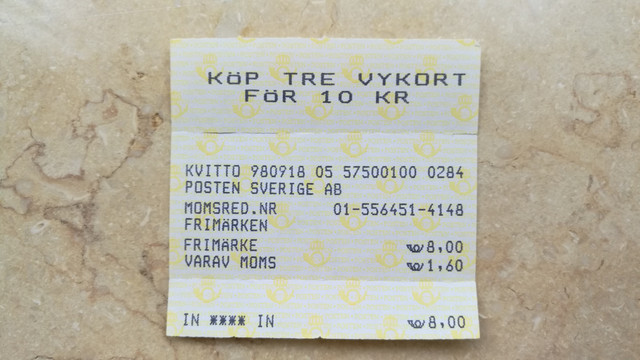 KÖP TRE VYKORT
FÖR 10 KR
KVITTO 980918 05 57500100 0284
POSTEN SVERIGE AB
MOMSRED.NR 01-556451-4148
FRIMÄRKEN
FRIMÄRKE 8,00
VARAV MOMS 1,60
IN **** IN 8,00